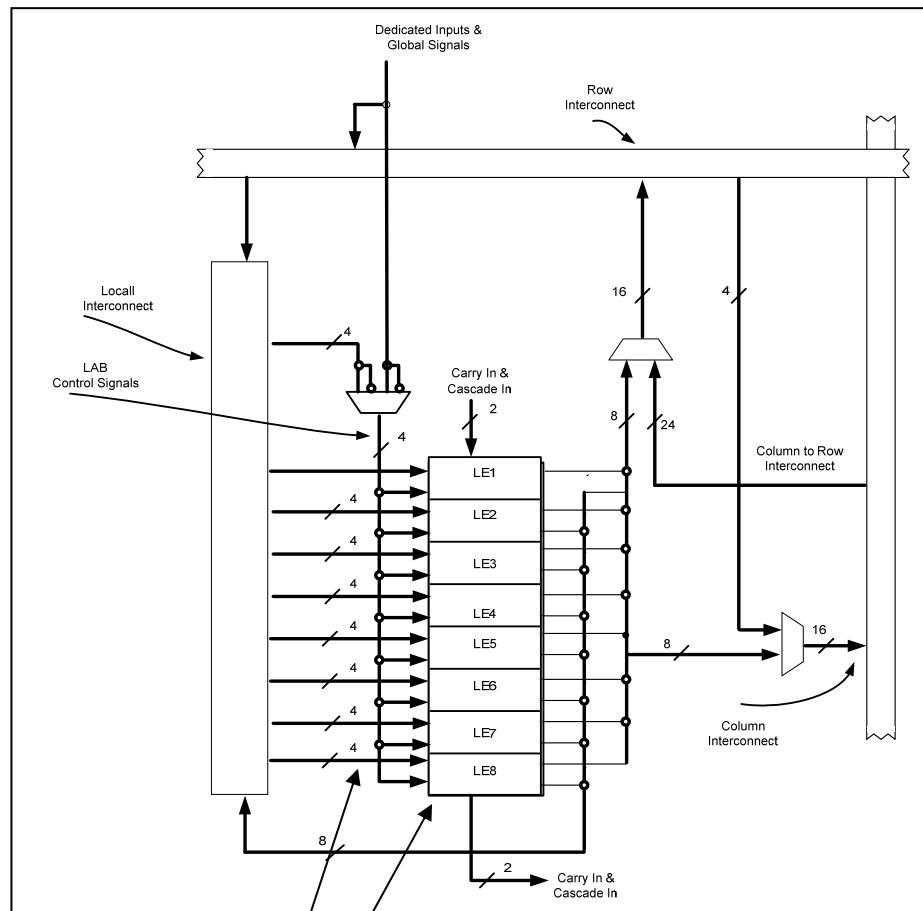 Dedicated Inputs &
Global Signals
Row
Interconnect
Locall
Interconnect
LAB
Control Signals
4
16
4
Carry In &
Cascade In
2
4
8
24
Column to Row
Interconnect
LE1
4
LE2
4
LE3
4
LE4
4
LE5
4
LE6
4
LE7
4
LE8
8
16
Column
Interconnect
8
2
Carry In &
Cascade In